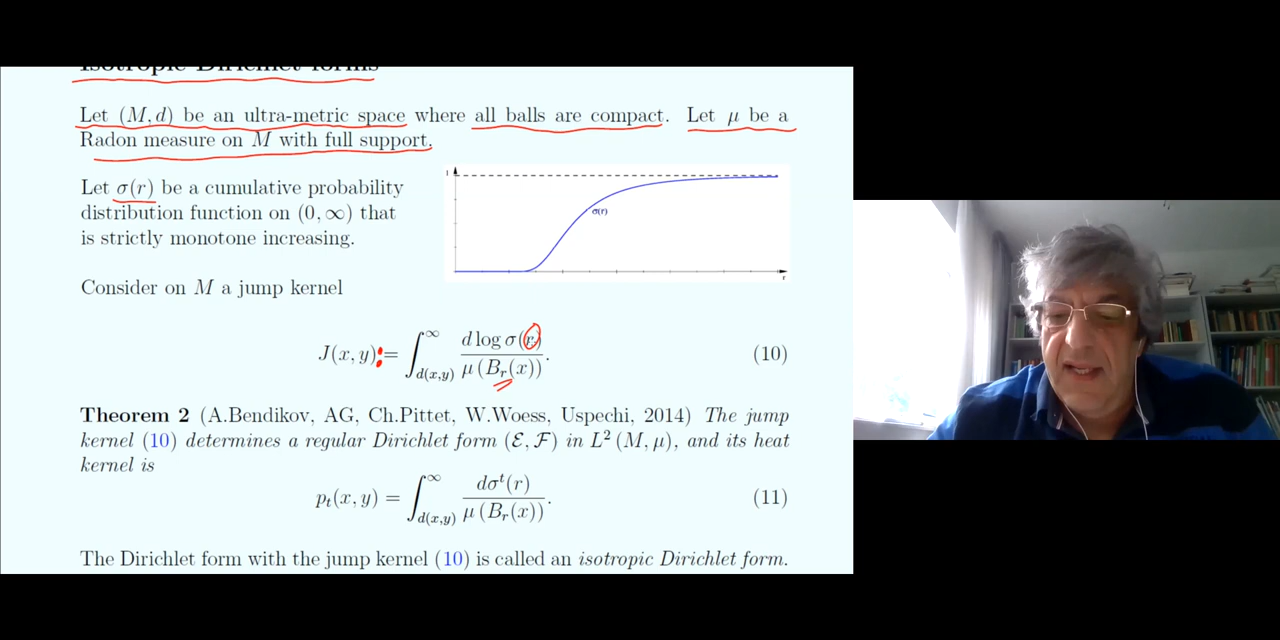 Isotropic Dirichlet forms
Let (M, d) be an ultra-metric space where all balls are compact. Let μ be a
Radon measure on M with full support.
Let σ(r) be a cumulative probability
distribution function on (0, ∞) that
is strictly monotone increasing.
1
σ(r)
r
Consider on M a jump kernel
J(x, y) := ∫_{d(x,y)}^{∞} d log σ(r) / μ(B_r(x)). (10)
Theorem 2 (A.Bendikov, AG, Ch.Pittet, W.Woess, Uspechi, 2014) The jump
kernel (10) determines a regular Dirichlet form (ℰ, ℱ) in L² (M, μ), and its heat
kernel is
p_t(x, y) = ∫_{d(x,y)}^{∞} dσ^t(r) / μ(B_r(x)). (11)
The Dirichlet form with the jump kernel (10) is called an isotropic Dirichlet form.